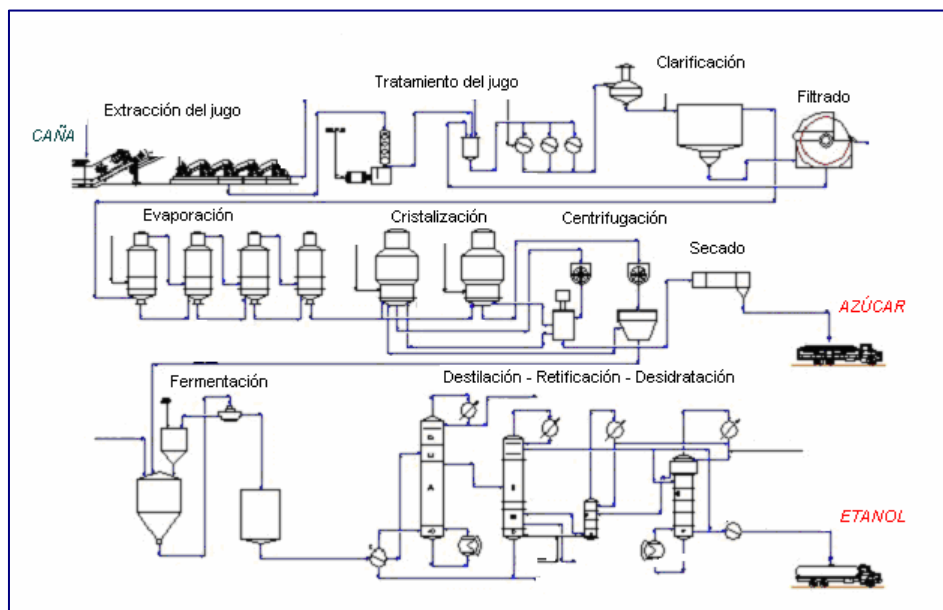 Clarificación
Tratamiento del jugo
Filtrado
Extracción del jugo
CAÑA
Evaporación
Cristalización
Centrifugación
Secado
AZÚCAR
Fermentación
Destilación - Retificación - Desidratación
ETANOL